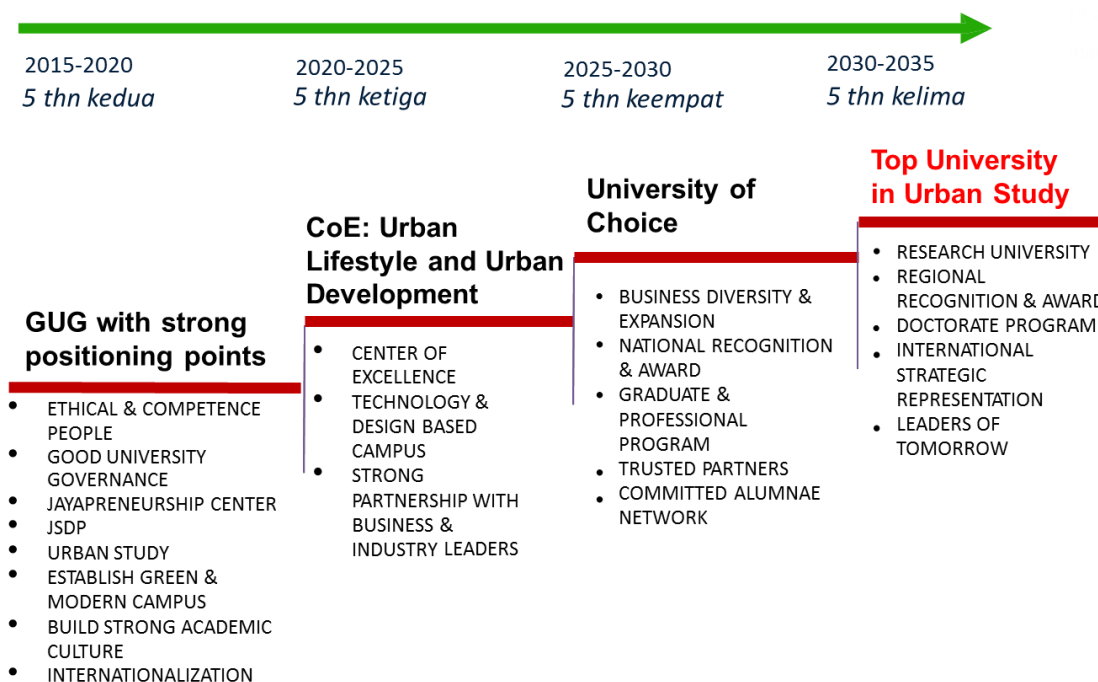 2015-2020
5 thn kedua
2020-2025
5 thn ketiga
2025-2030
5 thn keempat
2030-2035
5 thn kelima
GUG with strong
positioning points
• ETHICAL & COMPETENCE
PEOPLE
• GOOD UNIVERSITY
GOVERNANCE
• JAYAPRENEURSHIP CENTER
• JSDP
• URBAN STUDY
• ESTABLISH GREEN &
MODERN CAMPUS
• BUILD STRONG ACADEMIC
CULTURE
• INTERNATIONALIZATION
CoE: Urban
Lifestyle and Urban
Development
• CENTER OF
EXCELLENCE
• TECHNOLOGY &
DESIGN BASED
CAMPUS
• STRONG
PARTNERSHIP WITH
BUSINESS &
INDUSTRY LEADERS
University of
Choice
• BUSINESS DIVERSITY &
EXPANSION
• NATIONAL RECOGNITION
& AWARD
• GRADUATE &
PROFESSIONAL
PROGRAM
• TRUSTED PARTNERS
• COMMITTED ALUMNAE
NETWORK
Top University
in Urban Study
• RESEARCH UNIVERSITY
• REGIONAL
RECOGNITION & AWARD
• DOCTORATE PROGRAM
• INTERNATIONAL
STRATEGIC
REPRESENTATION
• LEADERS OF
TOMORROW